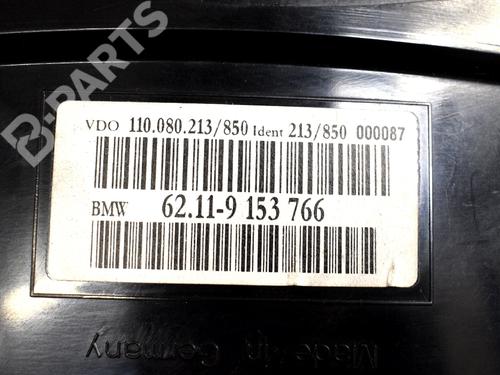 B-PARTS
VDO 110.080.213/850 Ident 213/850 000087
BMW 62.11-9 153 766
Made in
Germany